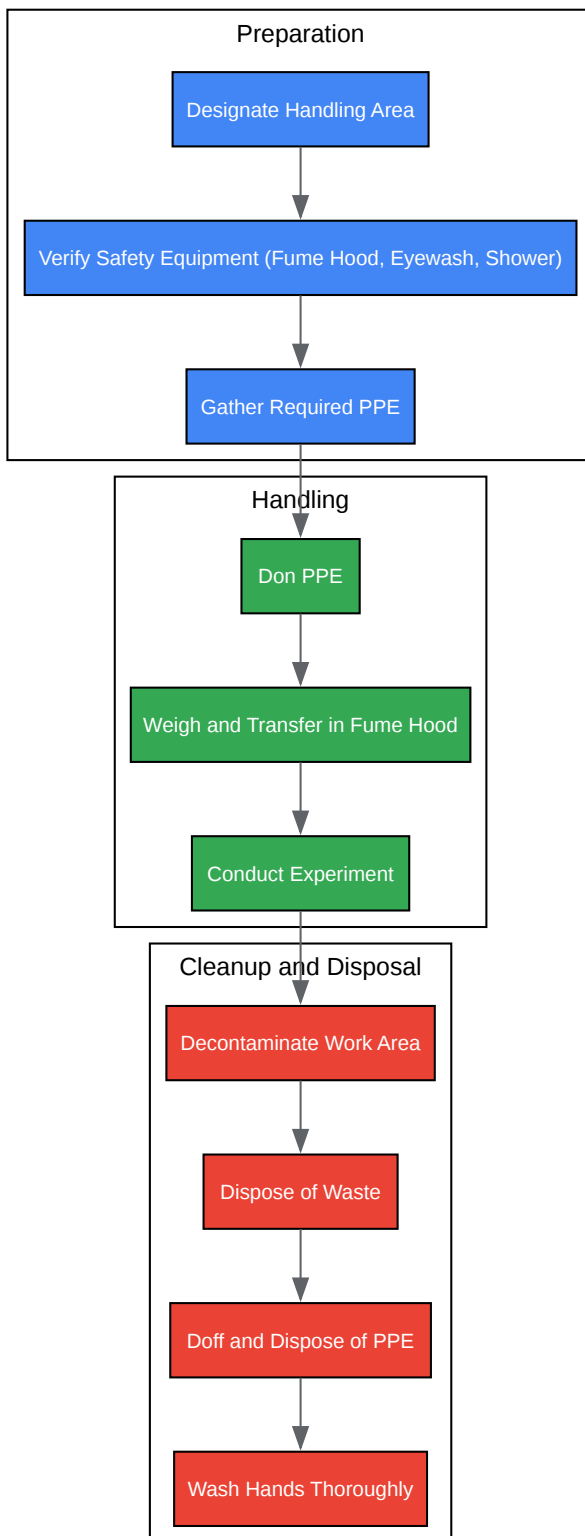 Preparation
Designate Handling Area
Verify Safety Equipment (Fume Hood, Eyewash, Shower)
Gather Required PPE
Handling
Don PPE
Weigh and Transfer in Fume Hood
Conduct Experiment
Cleanup and Disposal
Decontaminate Work Area
Dispose of Waste
Doff and Dispose of PPE
Wash Hands Thoroughly